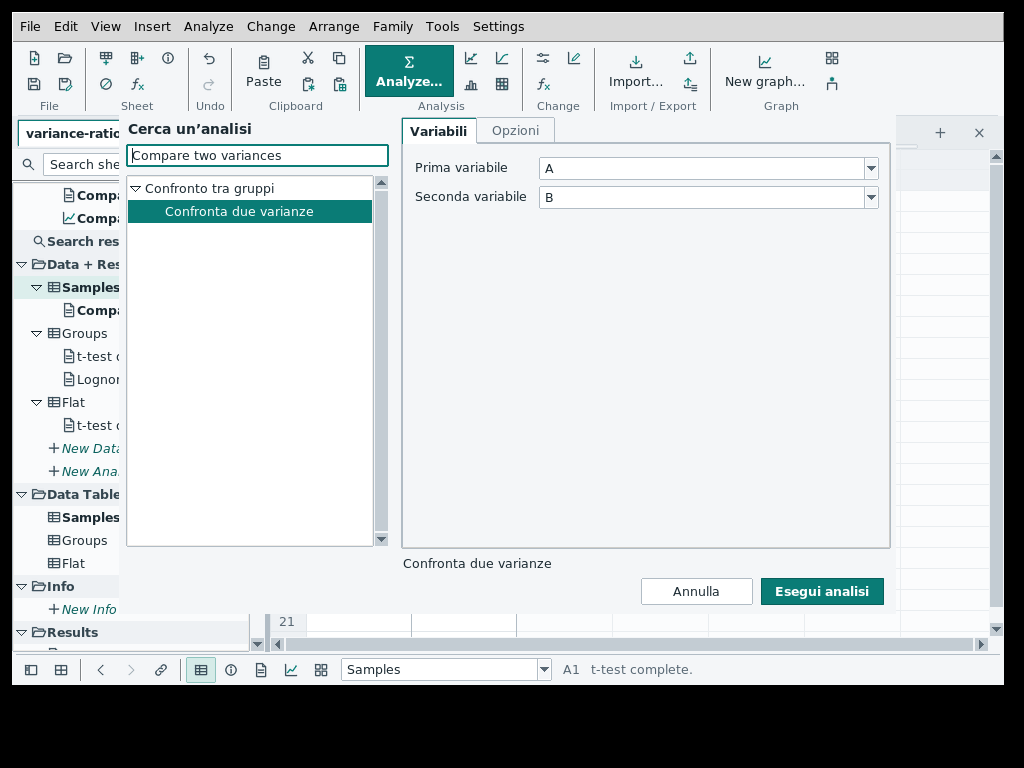 File Edit View Insert Analyze Change Arrange Family Tools Settings
Paste Analyze… Import… New graph…
File Sheet Undo Clipboard Analysis Change Import / Export Graph
variance-ratio
Search she
Compa
Compa
Search res
Data + Res
Samples
Compa
Groups
t-test o
Lognor
Flat
t-test o
New Data
New Ana
Data Table
Samples
Groups
Flat
Info
New Info
Results
Cerca un’analisi
Compare two variances
Confronto tra gruppi
Confronta due varianze
Variabili Opzioni
Prima variabile A
Seconda variabile B
Confronta due varianze
Annulla Esegui analisi
21
Samples A1 t-test complete.